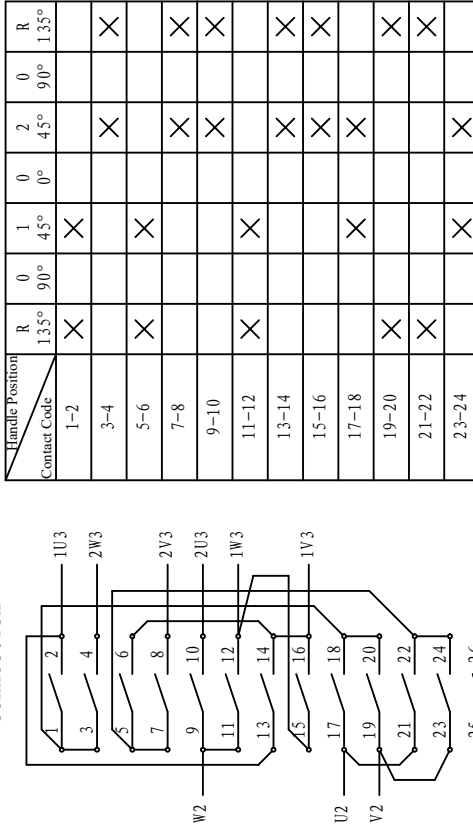 1 2 1U3
3 4 2W3
5 6
7 8 2V3
W2 9 10 2U3
11 12 1W3
13 14
15 16 1V3
U2 17 18
V2 19 20
21 22
23 24
25 26
Handle Position
Contact Code
R 0 1 0 2 0 R
135° 90° 45° 0° 45° 90° 135°
1-2 X X
3-4 X X
5-6 X X
7-8 X X
9-10 X X
11-12 X X
13-14 X X
15-16 X X
17-18 X X
19-20 X X
21-22 X X
23-24 X X